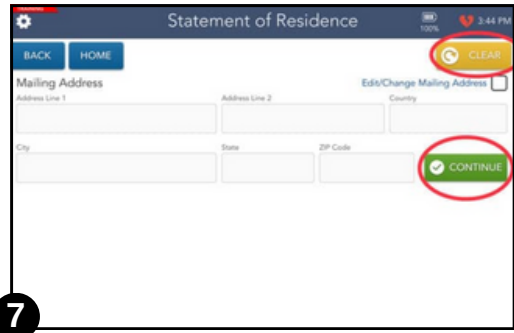 TRAINING
Statement of Residence
100%
3:44 PM
BACK
HOME
CLEAR
Mailing Address
Edit/Change Mailing Address
Address Line 1
Address Line 2
Country
City
State
ZIP Code
CONTINUE
7